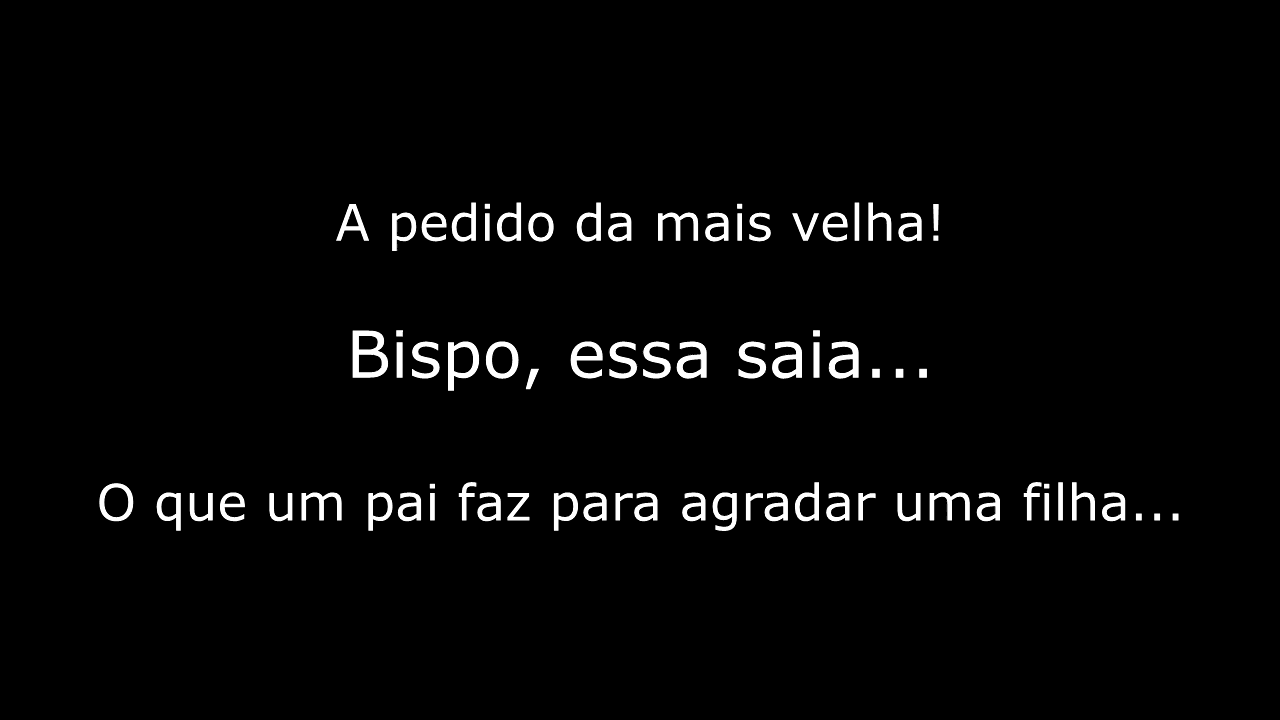 A pedido da mais velha!
Bispo, essa saia...
O que um pai faz para agradar uma filha...